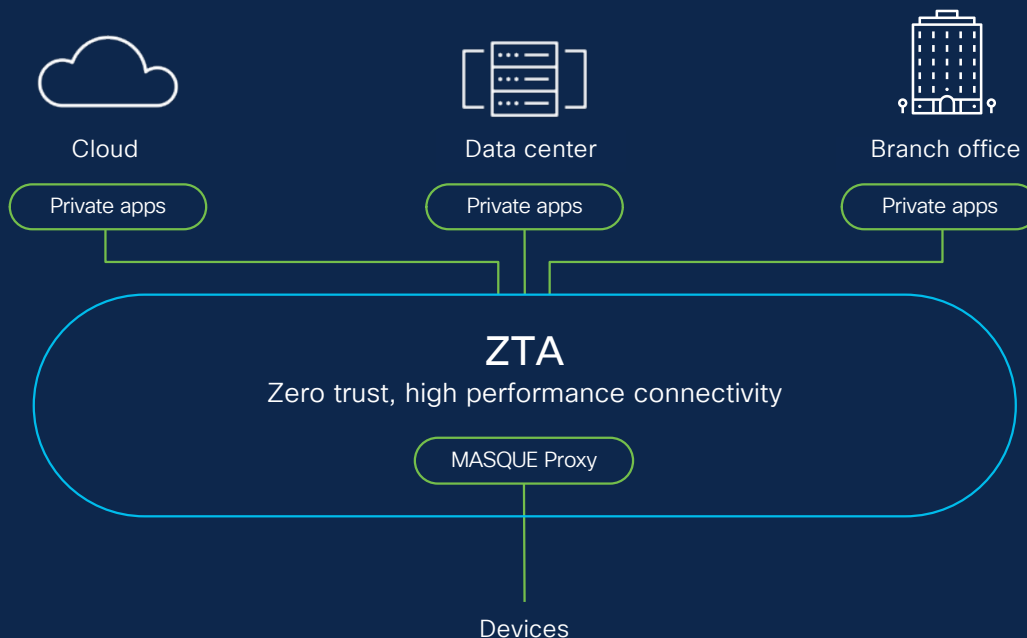 Cloud
Data center
Branch office
Private apps
Private apps
Private apps
ZTA
Zero trust, high performance connectivity
MASQUE Proxy
Devices